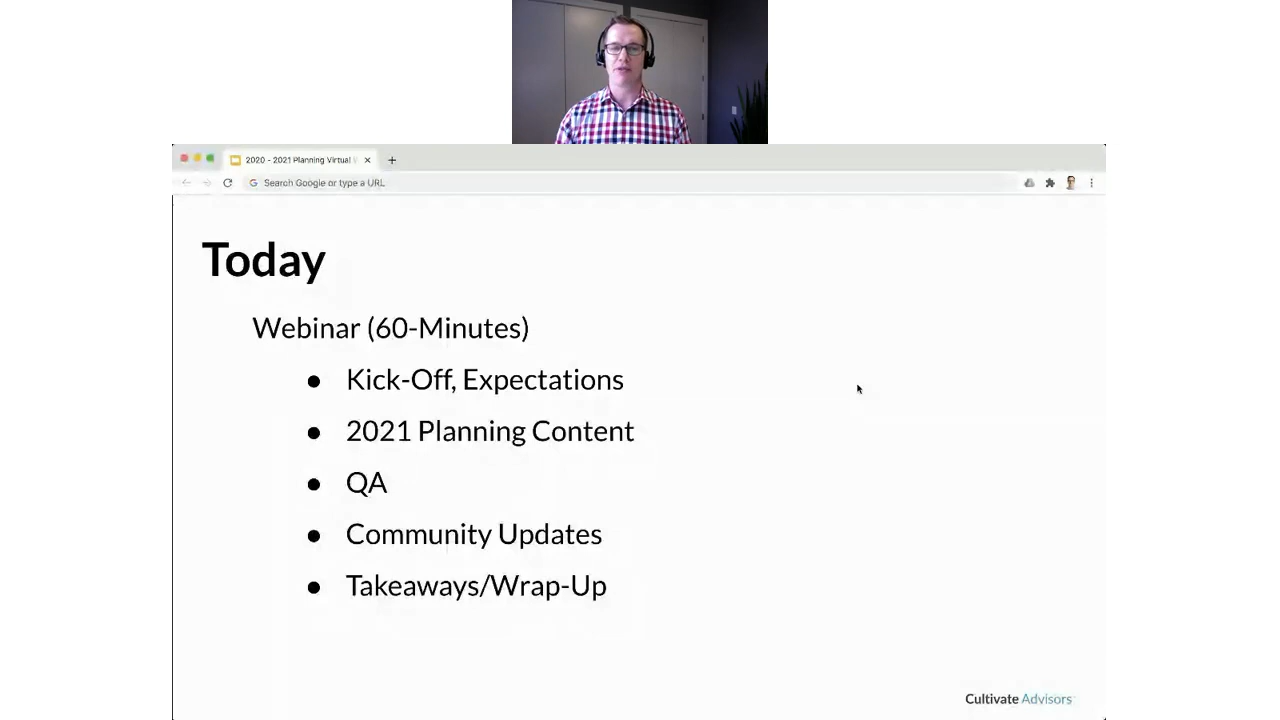 2020 - 2021 Planning Virtual
Search Google or type a URL
Today
Webinar (60-Minutes)
● Kick-Off, Expectations
● 2021 Planning Content
● QA
● Community Updates
● Takeaways/Wrap-Up
Cultivate Advisors